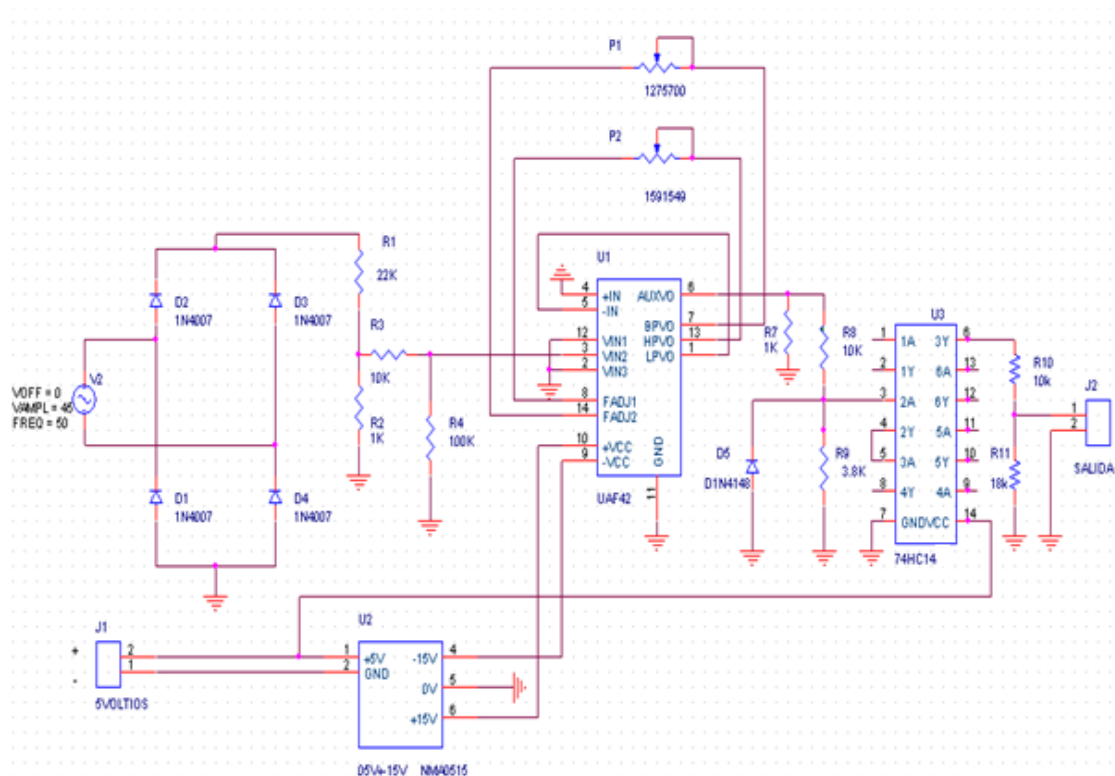 P1
1275700
P2
1591549
R1
22K
U1
D2
1N4007
D3
1N4007
R3
10K
4 +IN AUXVO 6
5 -IN
BPVO 7
12 VIN1 HPVO 13
3 VIN2 LPVO 1
2 VIN3
8 FADJ1
14 FADJ2
10 +VCC
9 -VCC
GND
11
UAF42
R7
1K
R8
10K
U3
1 1A 3Y 6
2 1Y 6A 13
3 2A 6Y 12
4 2Y 5A 11
5 3A 5Y 10
8 4Y 4A 9
7 GND VCC 14
74HC14
R10
10k
J2
1
2
SALIDA
R11
18k
V2
VOFF = 0
VAMPL = 45
FREQ = 50
R2
1K
R4
100K
D5
D1N4148
R9
3.8K
D1
1N4007
D4
1N4007
J1
+
-
2
1
5VOLTIOS
U2
1 +5V -15V 4
2 GND
0V 5
+15V 6
05V+-15V NMA0515